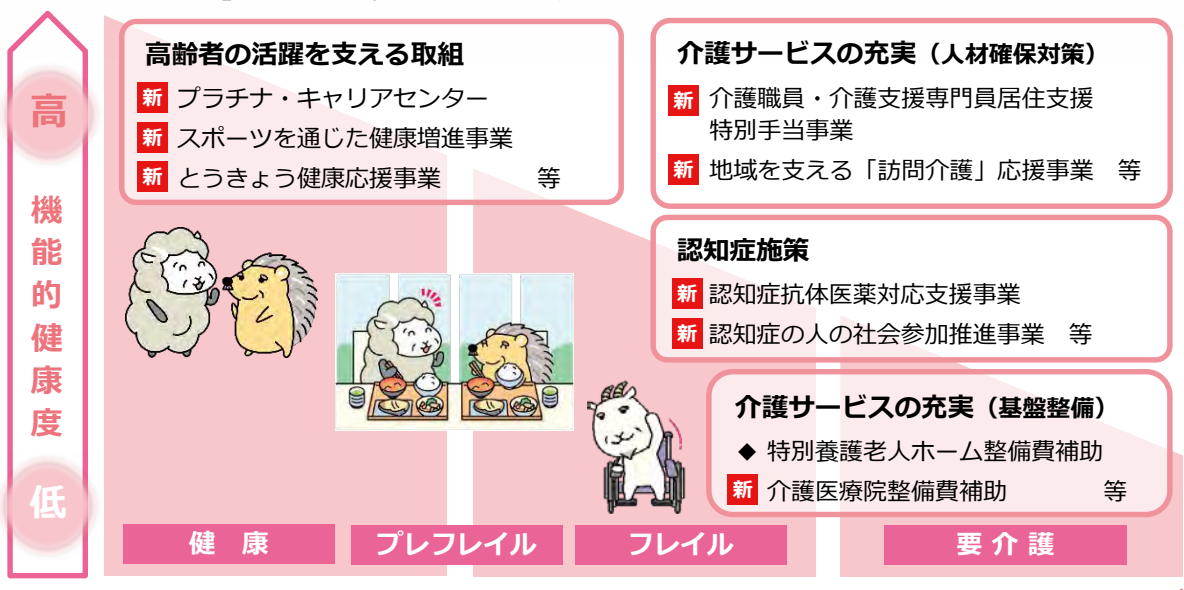 高
機能的健康度
低
高齢者の活躍を支える取組
新 プラチナ・キャリアセンター
新 スポーツを通じた健康増進事業
新 とうきょう健康応援事業 等
介護サービスの充実（人材確保対策）
新 介護職員・介護支援専門員居住支援
特別手当事業
新 地域を支える「訪問介護」応援事業 等
認知症施策
新 認知症抗体医薬対応支援事業
新 認知症の人の社会参加推進事業 等
介護サービスの充実（基盤整備）
◆ 特別養護老人ホーム整備費補助
新 介護医療院整備費補助 等
健 康
プレフレイル
フレイル
要 介 護